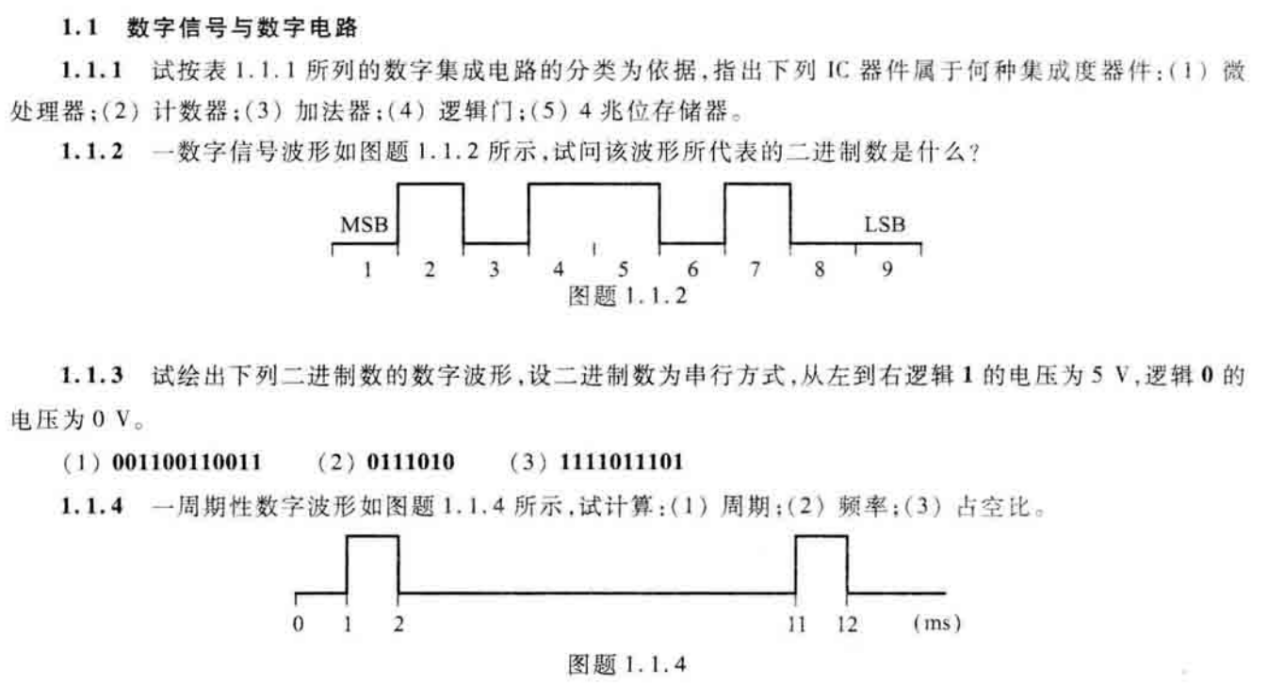 1.1 数字信号与数字电路
1.1.1 试按表 1.1.1 所列的数字集成电路的分类为依据,指出下列 IC 器件属于何种集成度器件:(1) 微
处理器;(2) 计数器;(3) 加法器;(4) 逻辑门;(5) 4 兆位存储器。
1.1.2 一数字信号波形如图题 1.1.2 所示,试问该波形所代表的二进制数是什么?
MSB LSB
1 2 3 4 5 6 7 8 9
图题 1.1.2
1.1.3 试绘出下列二进制数的数字波形,设二进制数为串行方式,从左到右逻辑 1 的电压为 5 V,逻辑 0 的
电压为 0 V。
(1) 001100110011 (2) 0111010 (3) 1111011101
1.1.4 一周期性数字波形如图题 1.1.4 所示,试计算:(1) 周期;(2) 频率;(3) 占空比。
0 1 2 11 12 (ms)
图题 1.1.4